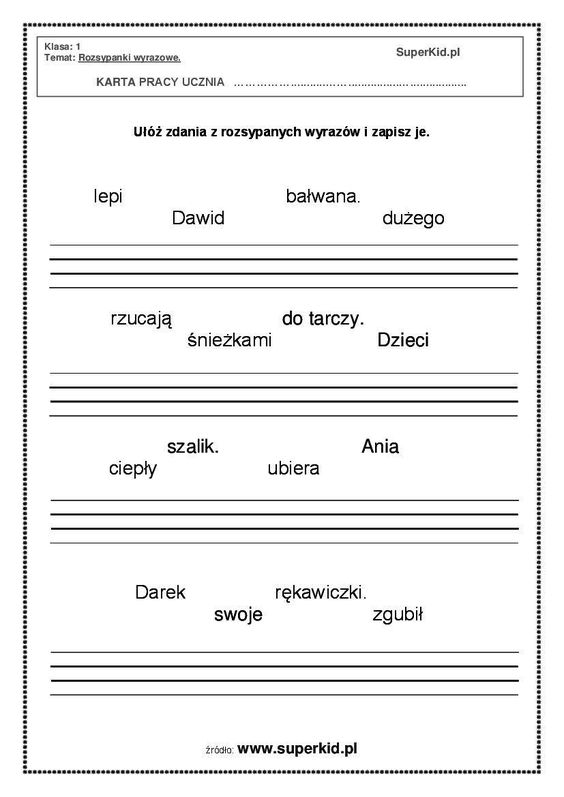 Klasa: 1
SuperKid.pl
Temat: Rozsypanki wyrazowe.
KARTA PRACY UCZNIA ……………..........……......................................
Ułóż zdania z rozsypanych wyrazów i zapisz je.
lepi bałwana.
Dawid dużego
rzucają do tarczy.
śnieżkami Dzieci
szalik. Ania
ciepły ubiera
Darek rękawiczki.
swoje zgubił
źródło: www.superkid.pl